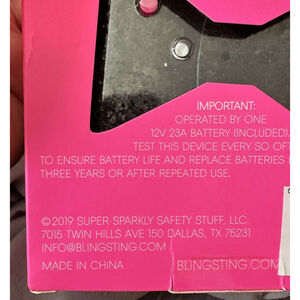 IMPORTANT:
OPERATED BY ONE
12V 23A BATTERY (INCLUDED).
TEST THIS DEVICE EVERY SO OFT
TO ENSURE BATTERY LIFE AND REPLACE BATTERIES
THREE YEARS OR AFTER REPEATED USE.
©2019 SUPER-SPARKLY SAFETY STUFF, LLC.
7015 TWIN HILLS AVE 150 DALLAS, TX 75231
INFO@BLINGSTING.COM
MADE IN CHINA
BLINGSTING.COM